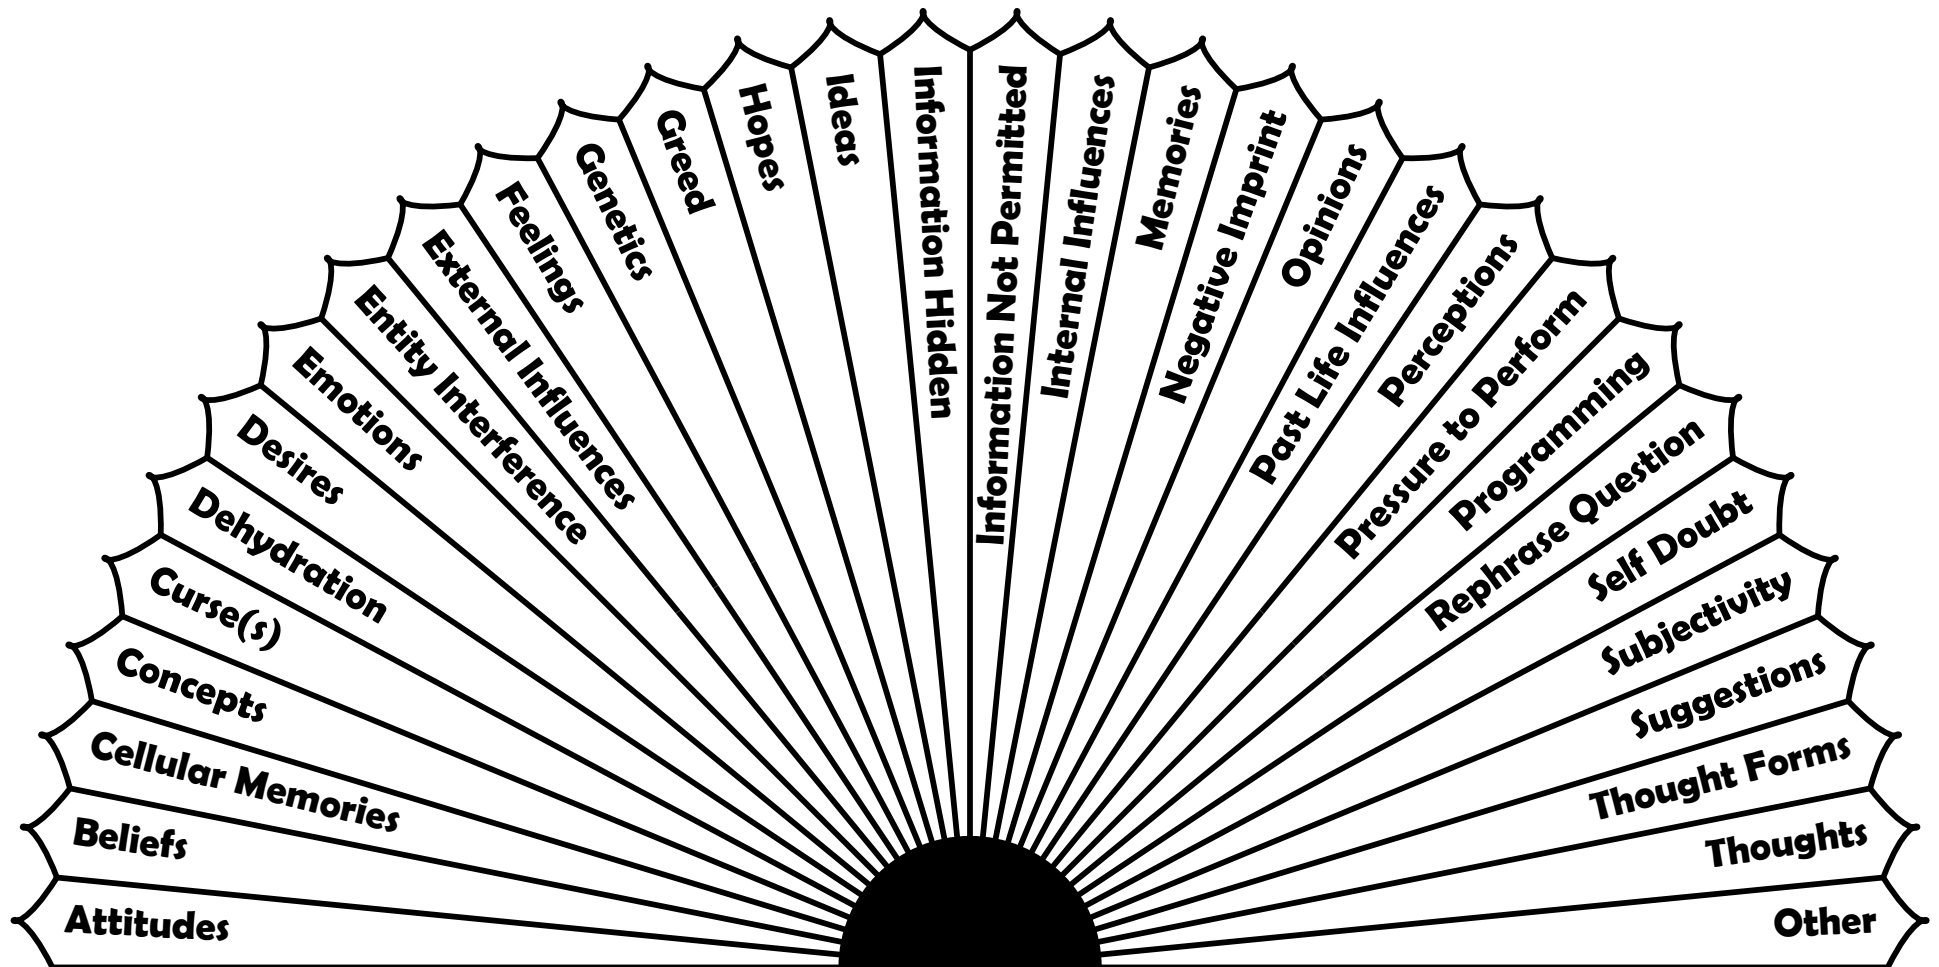 Attitudes
Beliefs
Cellular Memories
Concepts
Curse(s)
Dehydration
Desires
Emotions
Entity Interference
External Influences
Feelings
Genetics
Greed
Hopes
Ideas
Information Hidden
Information Not Permitted
Internal Influences
Memories
Negative Imprint
Opinions
Past Life Influences
Perceptions
Pressure to Perform
Programming
Rephrase Question
Self Doubt
Subjectivity
Suggestions
Thought Forms
Thoughts
Other